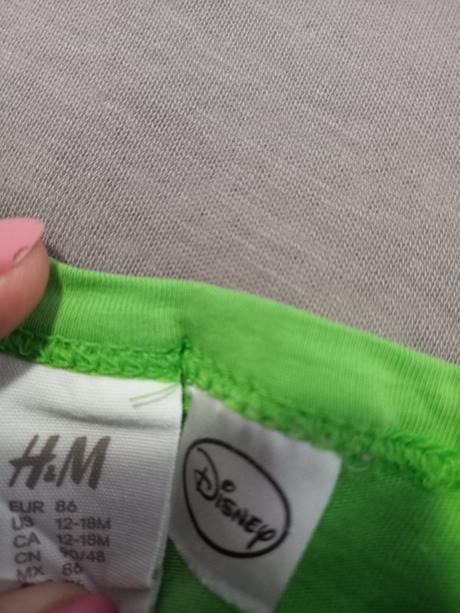 H&M
EUR 86
US 12-18M
CA 12-18M
CN 90/48
MX 86
Disney